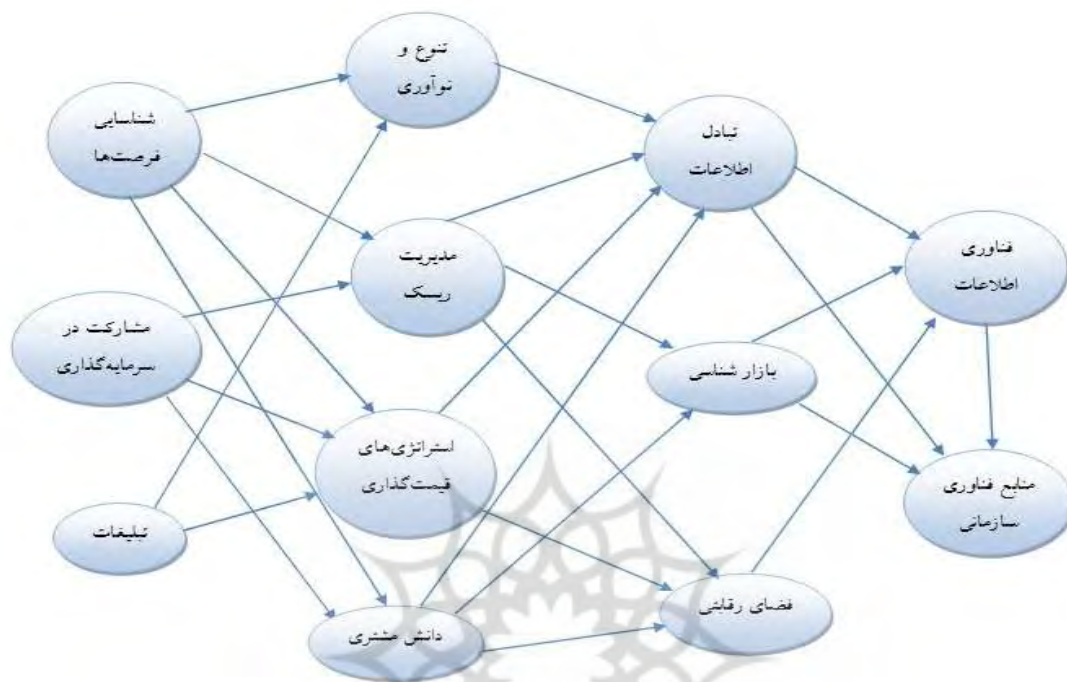 تنوع و
نوآوری
شناسایی
فرصت‌ها
تبادل
اطلاعات
مدیریت
ریسک
فناوری
اطلاعات
مشارکت در
سرمایه‌گذاری
بازار شناسی
استراتژی‌های
قیمت‌گذاری
منابع فناوری
سازمانی
تبلیغات
فضای رقابتی
دانش مشتری